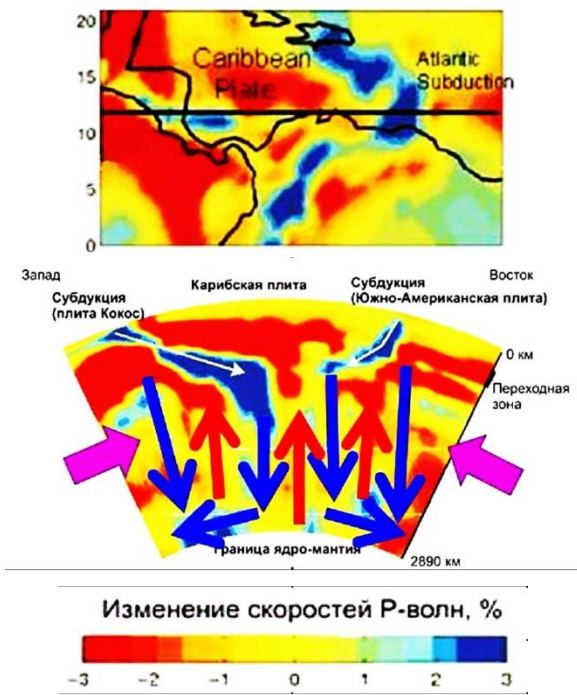 20
Caribbean
Plate
Atlantic
Subduction
15
10
5
0
Запад
Восток
Субдукция
(плита Кокос)
Карибская плита
Субдукция
(Южно-Американская плита)
0 км
Переходная
зона
Граница ядро-мантия
2890 км
Изменение скоростей Р-волн, %
-3 -2 -1 0 1 2 3